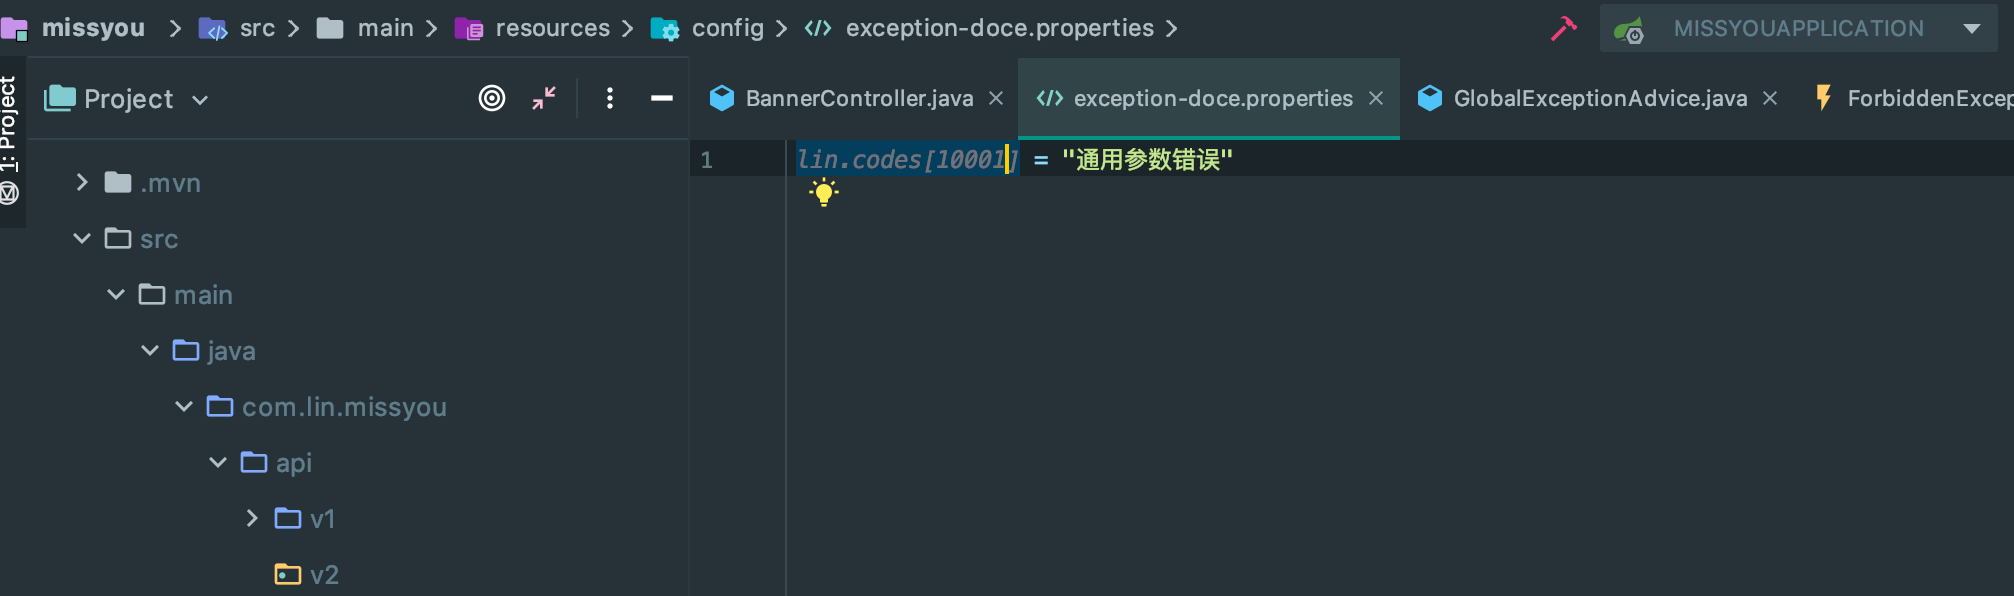 missyou > src > main > resources > config > exception-doce.properties >
MISSYOUAPPLICATION
1: Project
Project
BannerController.java
exception-doce.properties
GlobalExceptionAdvice.java
ForbiddenExcep
1 lin.codes[10001] = "通用参数错误"
.mvn
src
main
java
com.lin.missyou
api
v1
v2